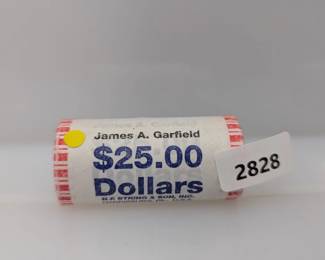 James A. Garfield
$25.00
Dollars
N.F. STRING & SON, INC.
2828